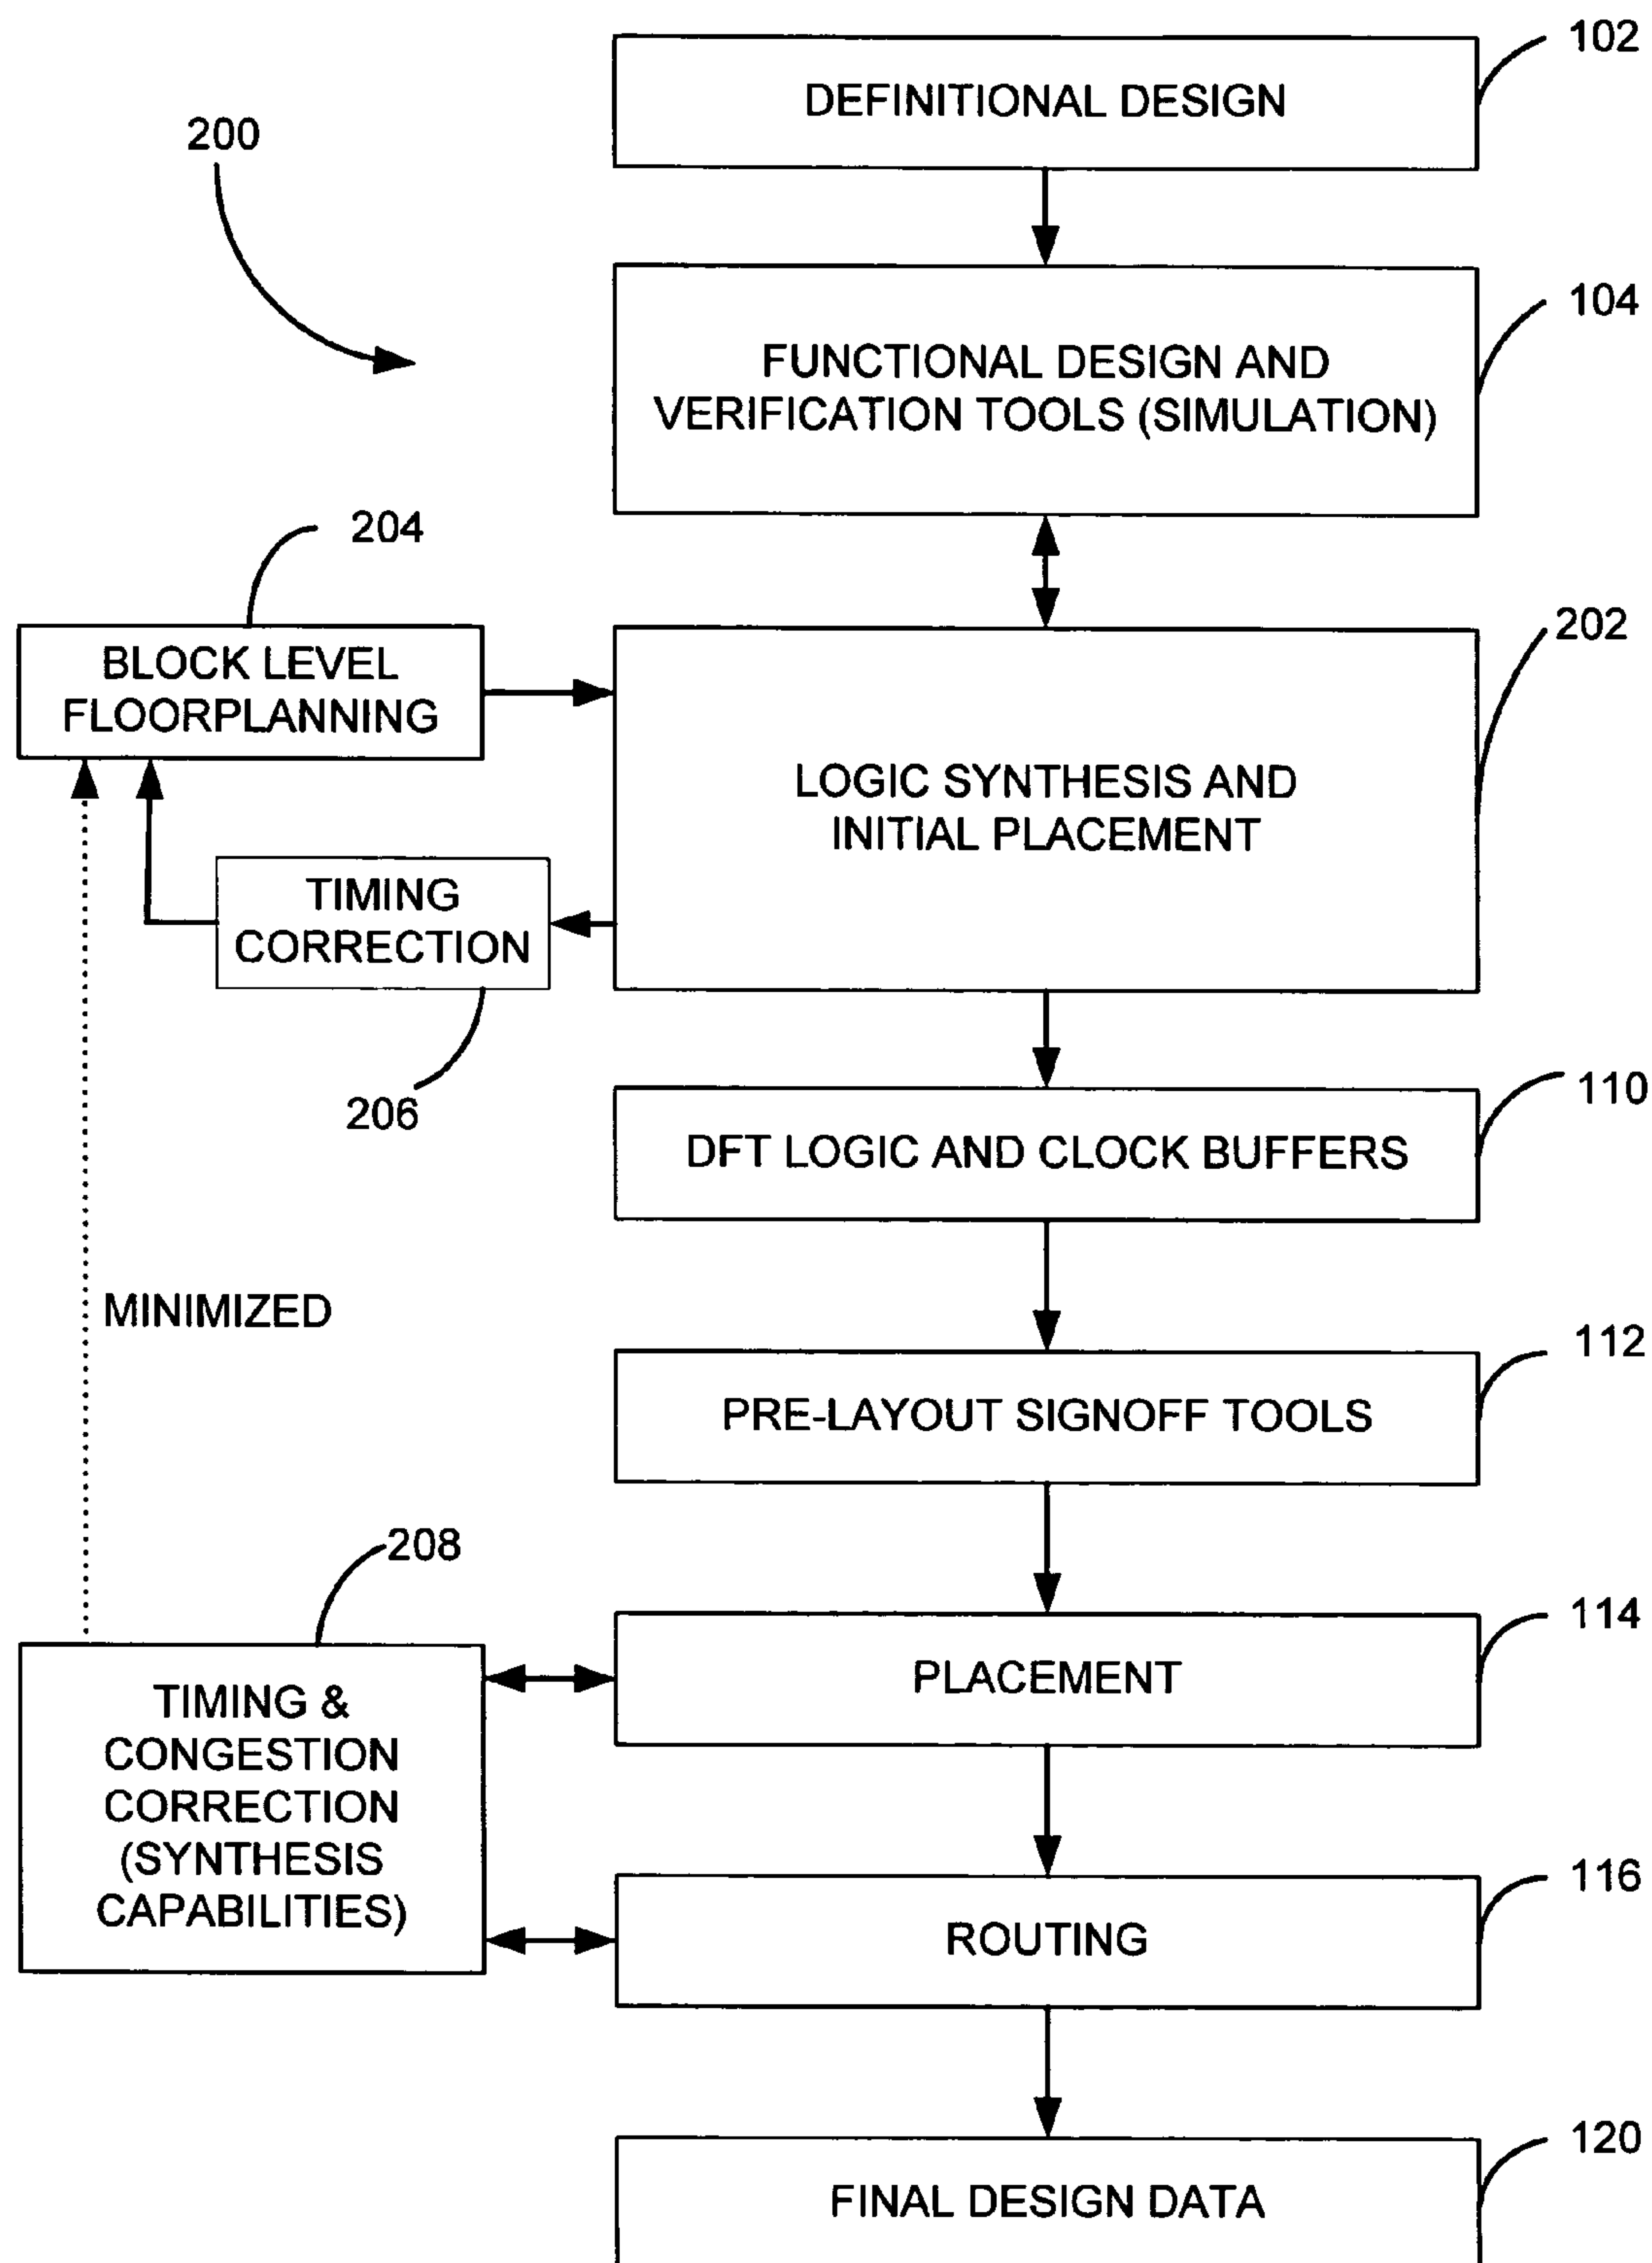 102
DEFINITIONAL DESIGN
200
104
FUNCTIONAL DESIGN AND
VERIFICATION TOOLS (SIMULATION)
204
202
BLOCK LEVEL
FLOORPLANNING
LOGIC SYNTHESIS AND
INITIAL PLACEMENT
TIMING
CORRECTION
206
110
DFT LOGIC AND CLOCK BUFFERS
MINIMIZED
112
PRE-LAYOUT SIGNOFF TOOLS
208
114
PLACEMENT
TIMING &
CONGESTION
CORRECTION
(SYNTHESIS
CAPABILITIES)
116
ROUTING
120
FINAL DESIGN DATA